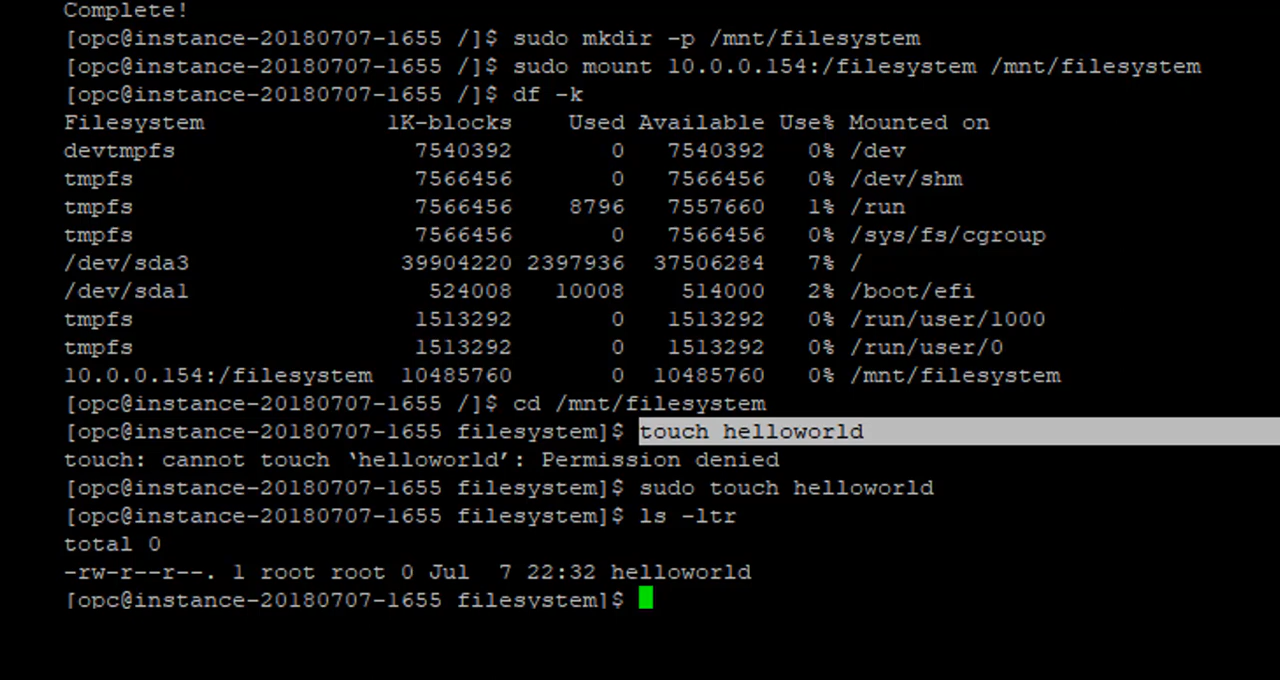 Complete!
[opc@instance-20180707-1655 /]$ sudo mkdir -p /mnt/filesystem
[opc@instance-20180707-1655 /]$ sudo mount 10.0.0.154:/filesystem /mnt/filesystem
[opc@instance-20180707-1655 /]$ df -k
Filesystem 1K-blocks Used Available Use% Mounted on
devtmpfs 7540392 0 7540392 0% /dev
tmpfs 7566456 0 7566456 0% /dev/shm
tmpfs 7566456 8796 7557660 1% /run
tmpfs 7566456 0 7566456 0% /sys/fs/cgroup
/dev/sda3 39904220 2397936 37506284 7% /
/dev/sda1 524008 10008 514000 2% /boot/efi
tmpfs 1513292 0 1513292 0% /run/user/1000
tmpfs 1513292 0 1513292 0% /run/user/0
10.0.0.154:/filesystem 10485760 0 10485760 0% /mnt/filesystem
[opc@instance-20180707-1655 /]$ cd /mnt/filesystem
[opc@instance-20180707-1655 filesystem]$ touch helloworld
touch: cannot touch ‘helloworld’: Permission denied
[opc@instance-20180707-1655 filesystem]$ sudo touch helloworld
[opc@instance-20180707-1655 filesystem]$ ls -ltr
total 0
-rw-r--r--. 1 root root 0 Jul 7 22:32 helloworld
[opc@instance-20180707-1655 filesystem]$